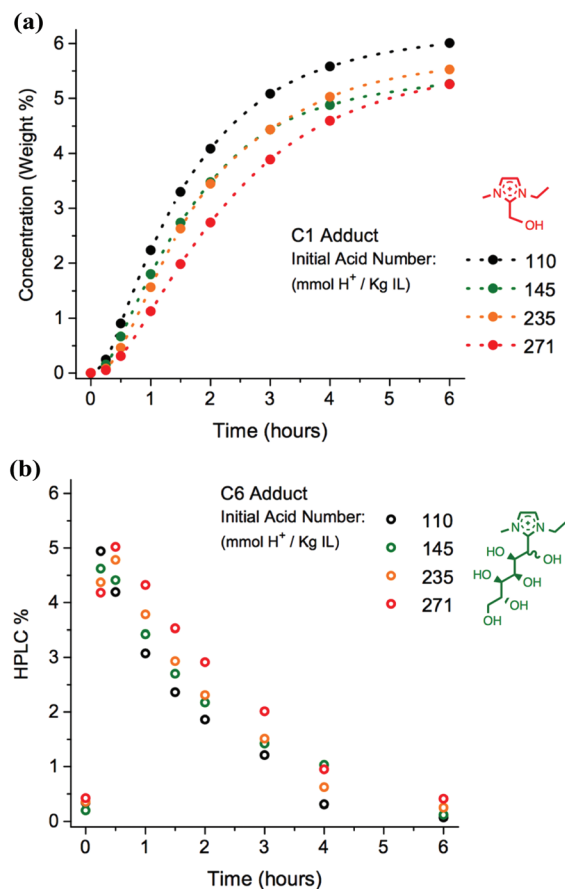 (a)
6
5
4
3
2
1
0
Concentration (Weight %)
C1 Adduct
Initial Acid Number:
(mmol H⁺ / Kg IL)
110
145
235
271
N
+
N
OH
0 1 2 3 4 5 6
Time (hours)
(b)
6
5
4
3
2
1
0
HPLC %
C6 Adduct
Initial Acid Number:
(mmol H⁺ / Kg IL)
110
145
235
271
N
+
N
HO
OH
HO
OH
OH
OH
0 1 2 3 4 5 6
Time (hours)